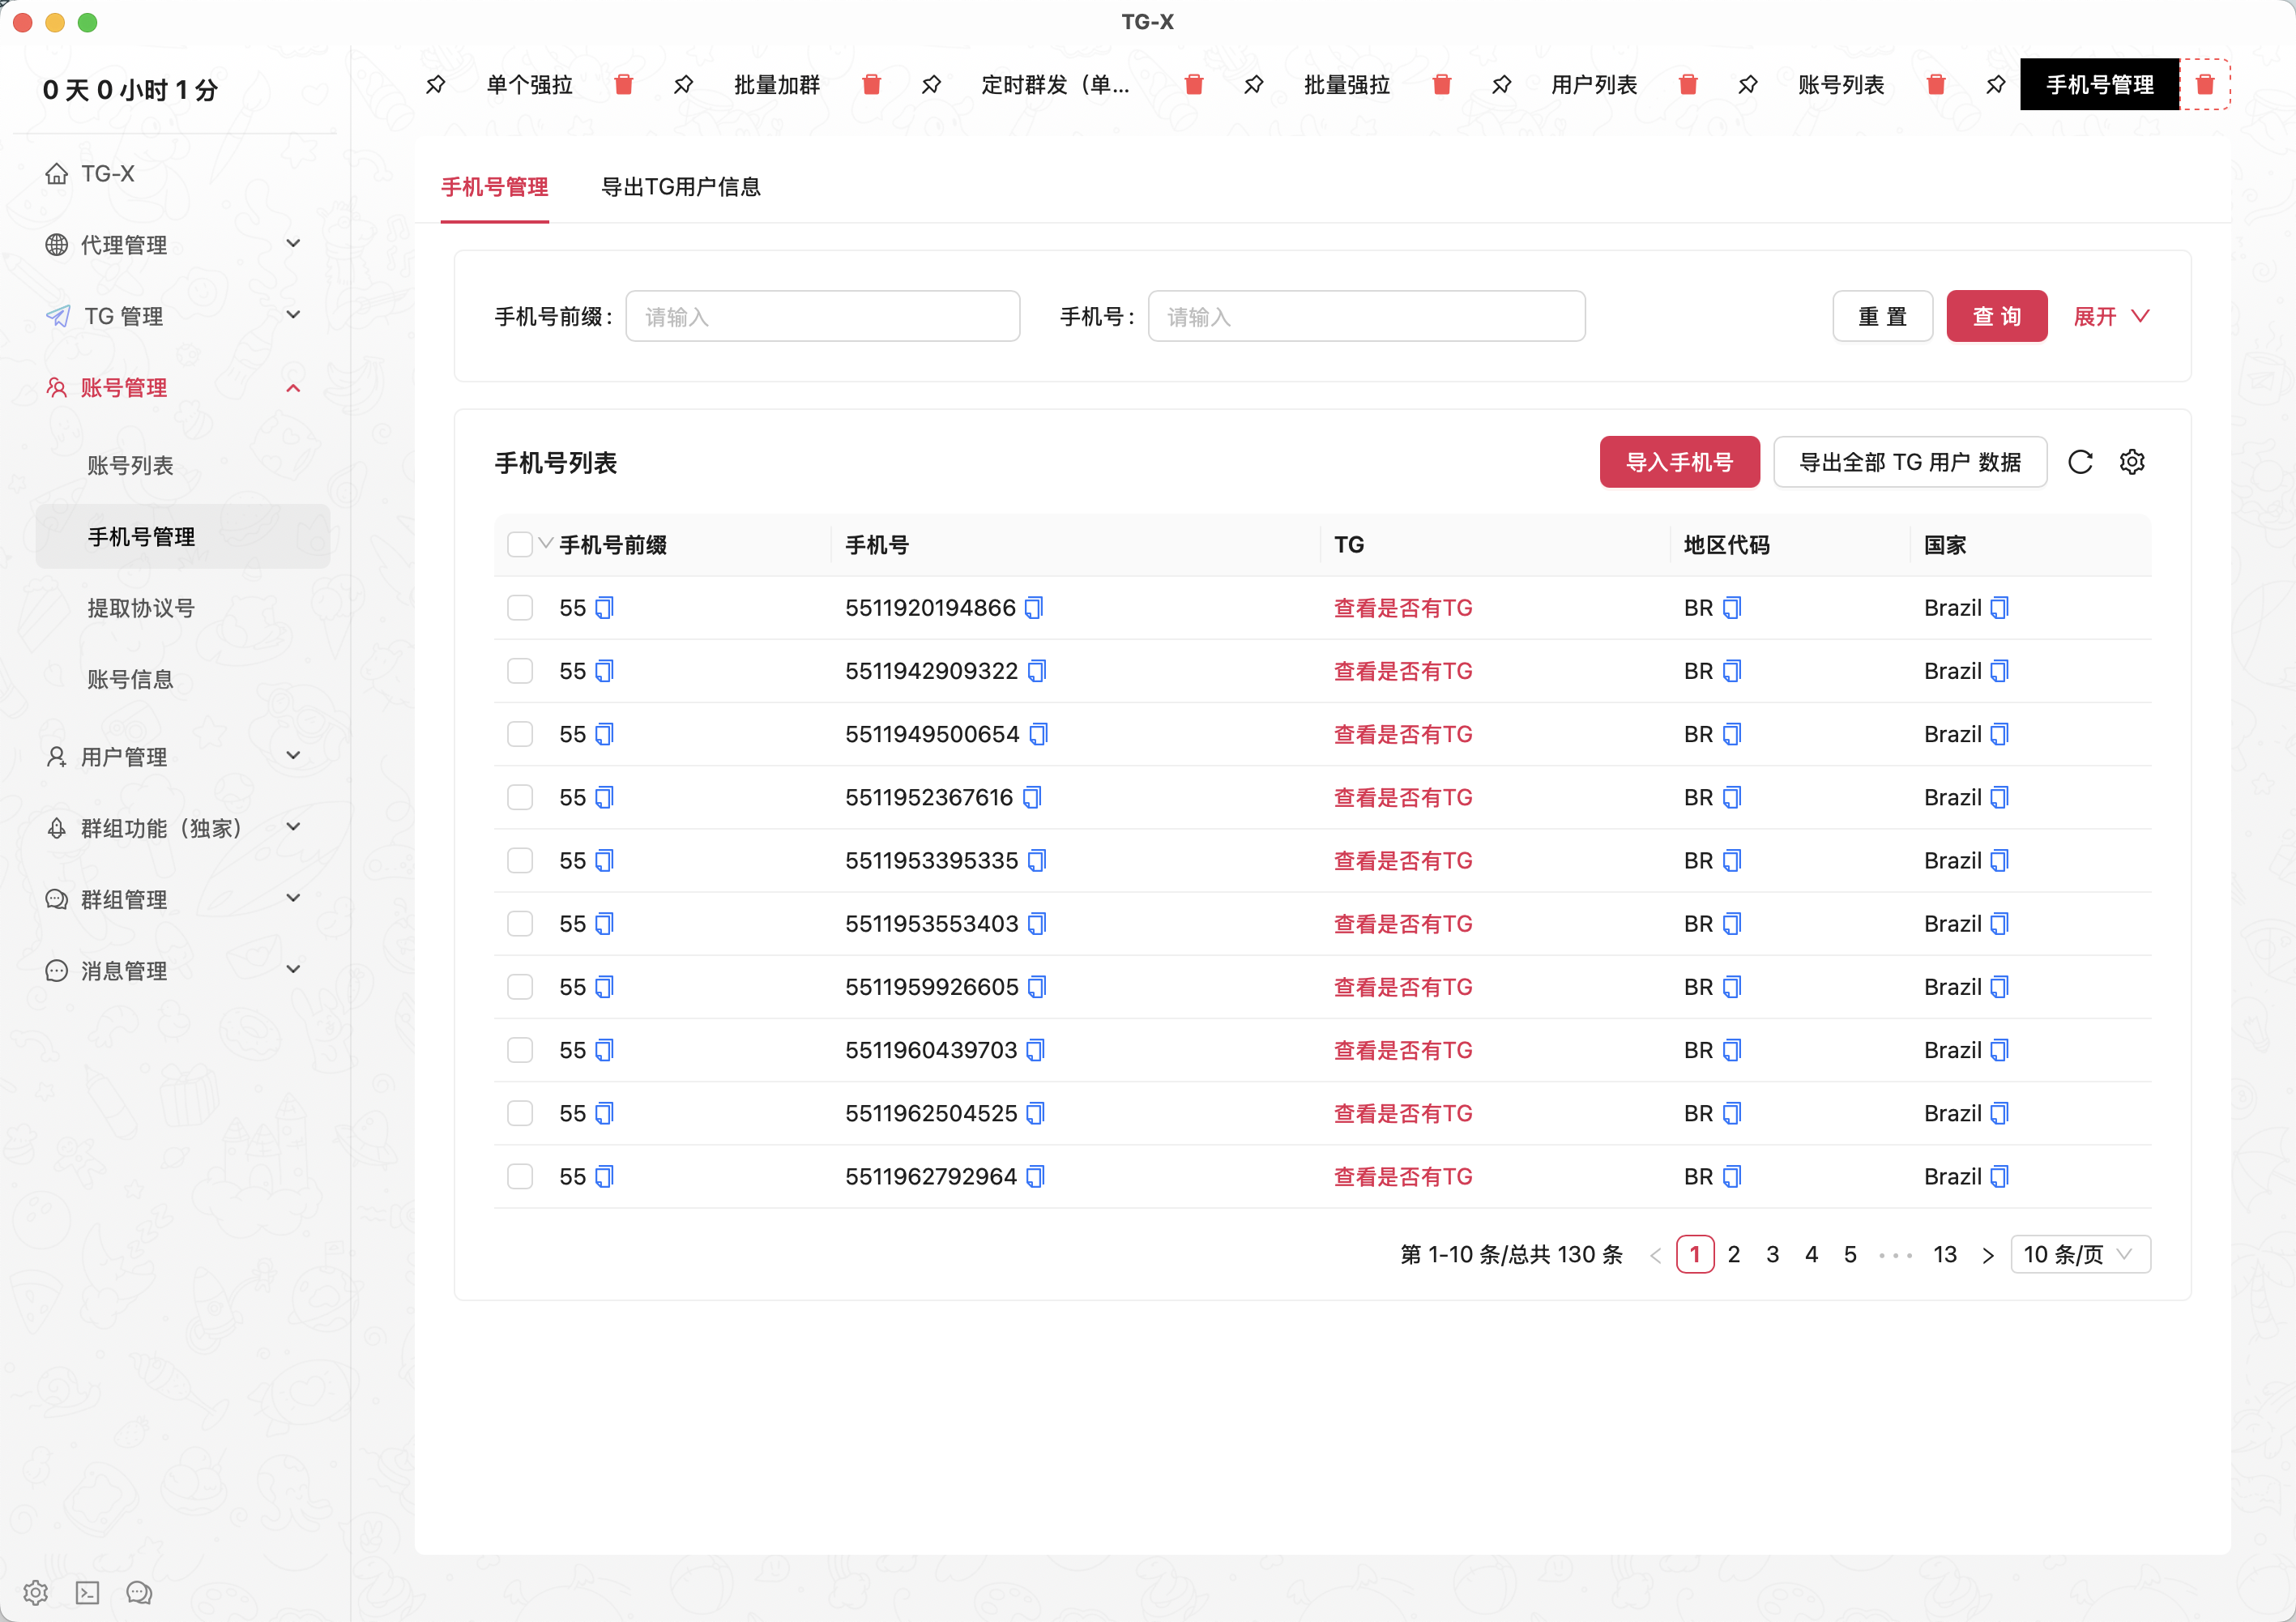 TG-X
0 天 0 小时 1 分
单个强拉 批量加群 定时群发（单... 批量强拉 用户列表 账号列表 手机号管理
TG-X
代理管理
TG 管理
账号管理
账号列表
手机号管理
提取协议号
账号信息
用户管理
群组功能（独家）
群组管理
消息管理
手机号管理 导出TG用户信息
手机号前缀: 请输入 手机号: 请输入 重 置 查 询 展开
手机号列表 导入手机号 导出全部 TG 用户 数据
手机号前缀 手机号 TG 地区代码 国家
55 5511920194866 查看是否有TG BR Brazil
55 5511942909322 查看是否有TG BR Brazil
55 5511949500654 查看是否有TG BR Brazil
55 5511952367616 查看是否有TG BR Brazil
55 5511953395335 查看是否有TG BR Brazil
55 5511953553403 查看是否有TG BR Brazil
55 5511959926605 查看是否有TG BR Brazil
55 5511960439703 查看是否有TG BR Brazil
55 5511962504525 查看是否有TG BR Brazil
55 5511962792964 查看是否有TG BR Brazil
第 1-10 条/总共 130 条 < 1 2 3 4 5 ••• 13 > 10 条/页